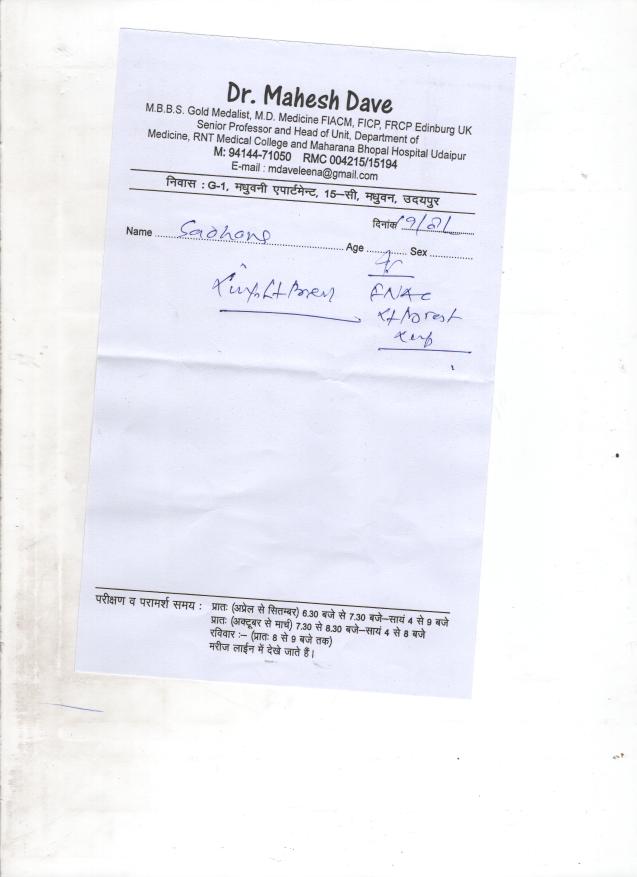 Dr. Mahesh Dave
M.B.B.S. Gold Medalist, M.D. Medicine FIACM, FICP, FRCP Edinburg UK
Senior Professor and Head of Unit, Department of
Medicine, RNT Medical College and Maharana Bhopal Hospital Udaipur
M: 94144-71050 RMC 004215/15194
E-mail : mdaveleena@gmail.com
निवास : G-1, मधुवनी एपार्टमेन्ट, 15-सी, मधुवन, उदयपुर
दिनांक
Name Sadhana Age Sex
FNAC
Lt Breast
परीक्षण व परामर्श समय : प्रातः (अप्रेल से सितम्बर) 6.30 बजे से 7.30 बजे-सायं 4 से 9 बजे
प्रातः (अक्टूबर से मार्च) 7.30 से 8.30 बजे-सायं 4 से 8 बजे
रविवार :- (प्रातः 8 से 9 बजे तक)
मरीज लाईन में देखे जाते हैं।